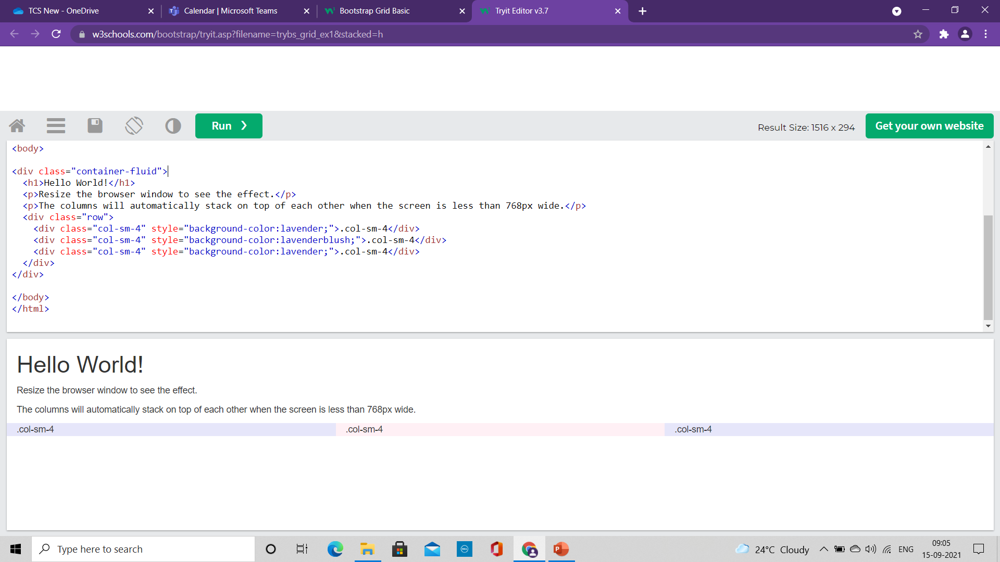 TCS New - OneDrive
Calendar | Microsoft Teams
Bootstrap Grid Basic
Tryit Editor v3.7
w3schools.com/bootstrap/tryit.asp?filename=trybs_grid_ex1&stacked=h
Run ❯
Result Size: 1516 x 294
Get your own website
<body>
<div class="container-fluid">
<h1>Hello World!</h1>
<p>Resize the browser window to see the effect.</p>
<p>The columns will automatically stack on top of each other when the screen is less than 768px wide.</p>
<div class="row">
<div class="col-sm-4" style="background-color:lavender;">.col-sm-4</div>
<div class="col-sm-4" style="background-color:lavenderblush;">.col-sm-4</div>
<div class="col-sm-4" style="background-color:lavender;">.col-sm-4</div>
</div>
</div>
</body>
</html>
Hello World!
Resize the browser window to see the effect.
The columns will automatically stack on top of each other when the screen is less than 768px wide.
.col-sm-4 .col-sm-4 .col-sm-4
Type here to search
24°C Cloudy
ENG
09:05
15-09-2021